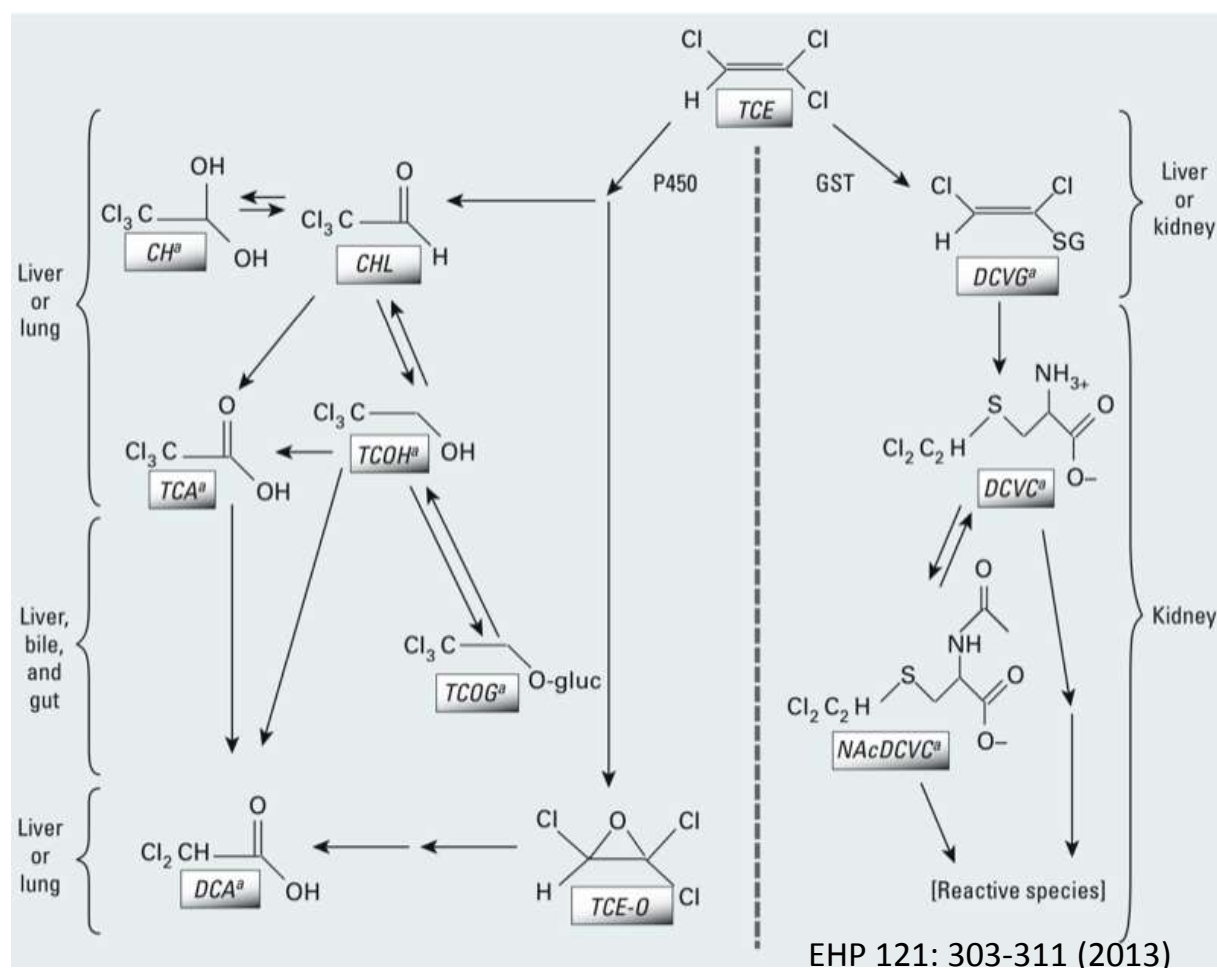 Cl
Cl
H
Cl
TCE
P450
GST
Liver
or
lung
OH
Cl3 C
OH
CHa
O
Cl3 C
H
CHL
Cl
Cl
H
SG
DCVGa
Liver
or
kidney
O
Cl3 C
OH
TCAa
Cl3 C
OH
TCOHa
NH3+
S
O
Cl2 C2 H
O–
DCVCa
Liver,
bile,
and
gut
Cl3 C
O-gluc
TCOGa
O
NH
S
O
Cl2 C2 H
O–
NAcDCVCa
Kidney
Liver
or
lung
O
Cl2 CH
OH
DCAa
Cl
O
Cl
H
Cl
TCE-O
[Reactive species]
EHP 121: 303-311 (2013)